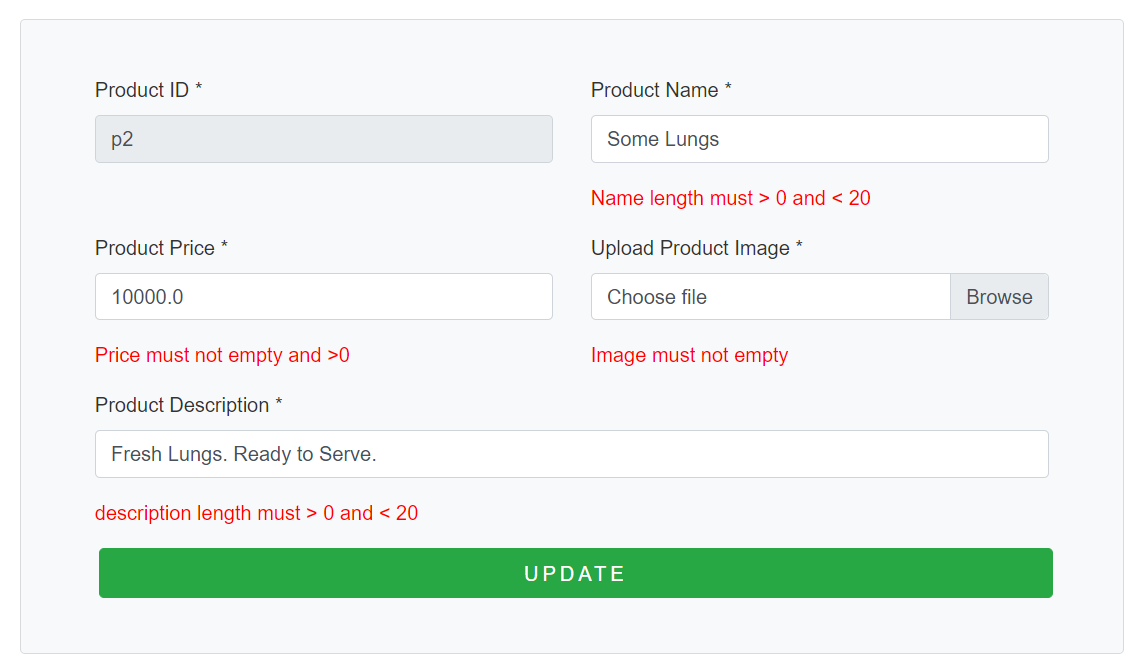 Product ID *
Product Name *
p2
Some Lungs
Name length must > 0 and < 20
Product Price *
Upload Product Image *
10000.0
Choose file
Browse
Price must not empty and >0
Image must not empty
Product Description *
Fresh Lungs. Ready to Serve.
description length must > 0 and < 20
UPDATE